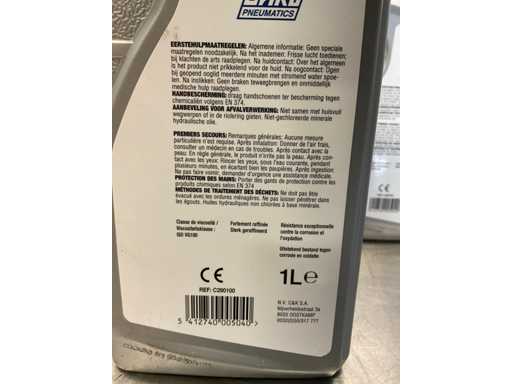 PNEUMATICS
EERSTEHULPMAATREGELEN: Algemene informatie: Geen speciale
maatregelen noodzakelijk. Na het inademen: Frisse lucht toedienen;
bij klachten de arts raadplegen. Na huidcontact: Over het algemeen
is het product niet prikkelend voor de huid. Na oogcontact: Ogen
bij geopend ooglid meerdere minuten met stromend water spoe-
len. Na inslikken: Geen braken teweegbrengen en onmiddellijk
medische hulp raadplegen
HANDBESCHERMING: draag handschoenen ter bescherming tegen
chemicaliën volgens EN 374.
AANBEVELING VOOR AFVALVERWERKING: Niet samen met huisvuil
wegwerpen of in de riolering gieten. Niet-gechloreerde minerale
hydraulische olie.
PREMIERS SECOURS: Remarques générales; Aucune mesure
particulière n'est requise. Après inhalation: Donner de l'air frais,
consulter un médecin en cas de troubles. Après contact avec la
peau: En règle générale, le produit n'irrite pas la peau. Après con-
tact avec les yeux: Rincer les yeux, sous l'eau courante, pendant
plusieurs minutes, en écartant bien les paupières. Après ingestion:
Ne pas faire vomir, demander d'urgence une assistance médicale.
PROTECTION DES MAINS: Porter des gants de protection contre les
produits chimiques selon EN 374
MÉTHODES DE TRAITEMENT DES DÉCHETS: Ne doit pas être
évacué avec les ordures ménagères. Ne pas laisser pénétrer dans
les égouts. Huiles hydrauliques non chlorées à base minérale.
Classe de viscosité / Fortement raffinée Résistance exceptionnelle
Viscositeitsklasse : Sterk geraffineerd contre la corrosion et
ISO VG100 l'oxydation
Uitstekend bestand tegen
corrosie en oxidatie.
CE 1L e
REF: C290100
N.V. C&K S.A.
Nijverheidsstraat 3a
8020 OOSTKAMP
5 412740 005040